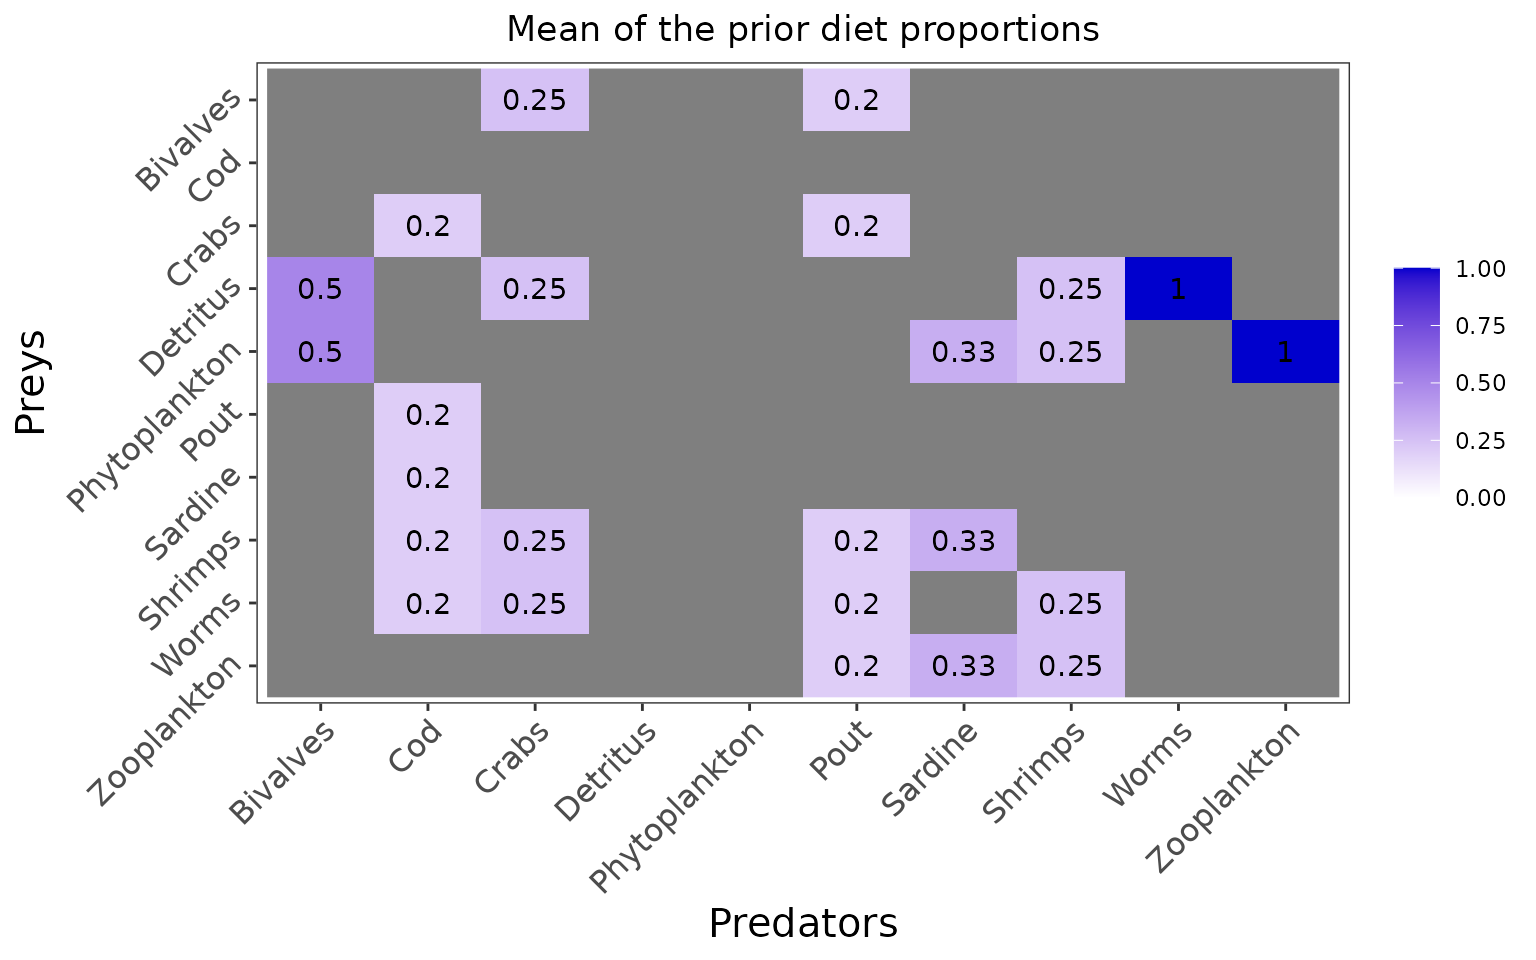 Mean of the prior diet proportions
Preys
Bivalves
Cod
Crabs
Detritus
Phytoplankton
Pout
Sardine
Shrimps
Worms
Zooplankton
0.25 0.2
0.2 0.2
0.5 0.25 0.25 1
0.5 0.33 0.25 1
0.2
0.2
0.2 0.25 0.2 0.33
0.2 0.25 0.2 0.25
0.2 0.33 0.25
1.00
0.75
0.50
0.25
0.00
Bivalves
Cod
Crabs
Detritus
Phytoplankton
Pout
Sardine
Shrimps
Worms
Zooplankton
Predators